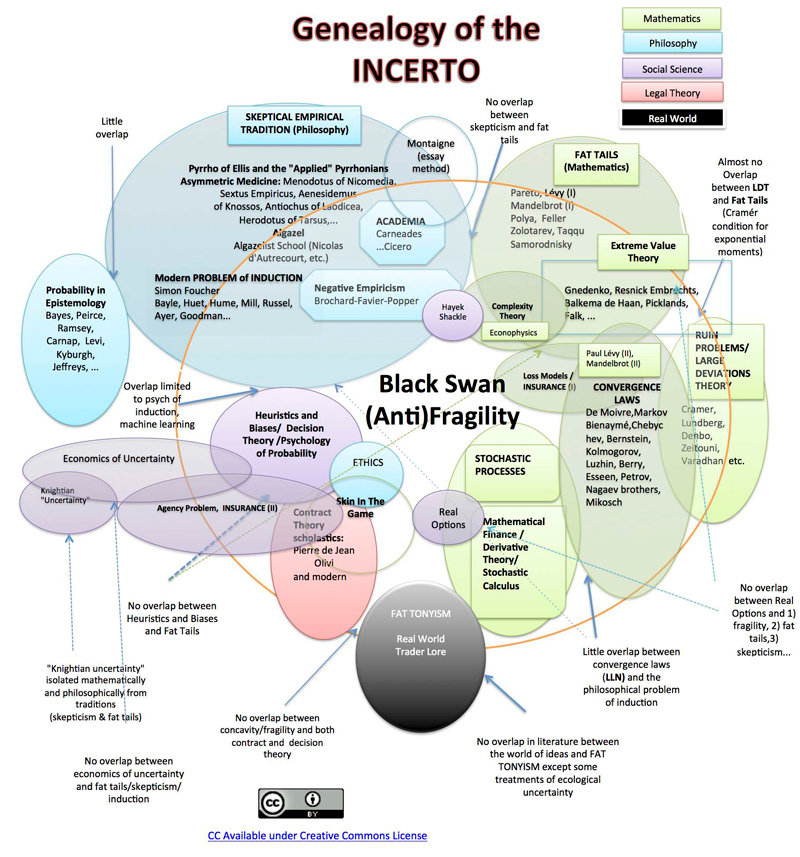 Genealogy of the
INCERTO
Mathematics
Philosophy
Social Science
Legal Theory
Real World
Little
overlap
SKEPTICAL EMPIRICAL
TRADITION (Philosophy)
Pyrrho of Ellis and the "Applied" Pyrrhonian
Asymmetric Medicine: Menodotus of Nicomedia,
Sextus Empiricus, Aenesidemus
of Knossos, Antiochus of Laodicea,
Herodotus of Tarsus,...
Algazel
Algazelist School (Nicolas
d'Autrecourt, etc.)
Montaigne
(essay
method)
ACADEMIA
Carneades
...Cicero
Modern PROBLEM OF INDUCTION
Simon Foucher
Bayle, Huet, Hume, Mill, Russel,
Ayer, Goodman...
Negative Empiricism
Brochard-Favier-Popper
No overlap
between
skepticism and fat
tails
FAT TAILS
(Mathematics)
Pareto, Lévy (I)
Mandelbrot (I)
Polya, Feller
Zolotarev, Taqqu
Samorodnisky
Almost no
Overlap
between LDT
and Fat Tails
(Cramér
condition for
exponential
moments)
Extreme Value
Theory
Gnedenko, Resnick Embrechts,
Balkema de Haan, Picklands,
Falk, ...
Probability in
Epistemology
Bayes, Peirce,
Ramsey,
Carnap, Levi,
Kyburgh,
Jeffreys, ...
Hayek
Shackle
Complexity
Theory
Econophysics
Loss Models /
INSURANCE (I)
Paul Lévy (II),
Mandelbrot (II)
CONVERGENCE
LAWS
De Moivre,Markov
Bienaymé,Chebyc
hev, Bernstein,
Kolmogorov,
Luzhin, Berry,
Esseen, Petrov,
Nagaev brothers,
Mikosch
RUIN
PROBLEMS/
LARGE
DEVIATIONS
THEORY
Cramer,
Lundberg,
Denbo,
Zeitouni,
Varadhan, etc.
Black Swan
(Anti)Fragility
Overlap limited
to psych of
induction,
machine learning
Heuristics and
Biases/ Decision
Theory /Psychology
of Probability
ETHICS
Skin In The
Game
Economics of Uncertainty
Knightian
"Uncertainty"
Agency Problem, INSURANCE (II)
Contract
Theory
scholastics:
Pierre de Jean
Olivi
and modern
STOCHASTIC
PROCESSES
Real
Options
Mathematical
Finance /
Derivative
Theory/
Stochastic
Calculus
FAT TONYISM
Real World
Trader Lore
No overlap between
Heuristics and Biases
and Fat Tails
"Knightian uncertainty"
isolated mathematically
and philosophically from
traditions
(skepticism & fat tails)
No overlap between
economics of uncertainty
and fat tails/skepticism/
induction
No overlap between
concavity/fragility and both
contract and decision
theory
No overlap in literature between
the world of ideas and FAT
TONYISM except some
treatments of ecological
uncertainty
Little overlap between
convergence laws
(LLN) and the
philosophical problem
of induction
No overlap
between Real
Options and 1)
fragility, 2) fat
tails,3)
skepticism...
cc
BY
CC Available under Creative Commons License